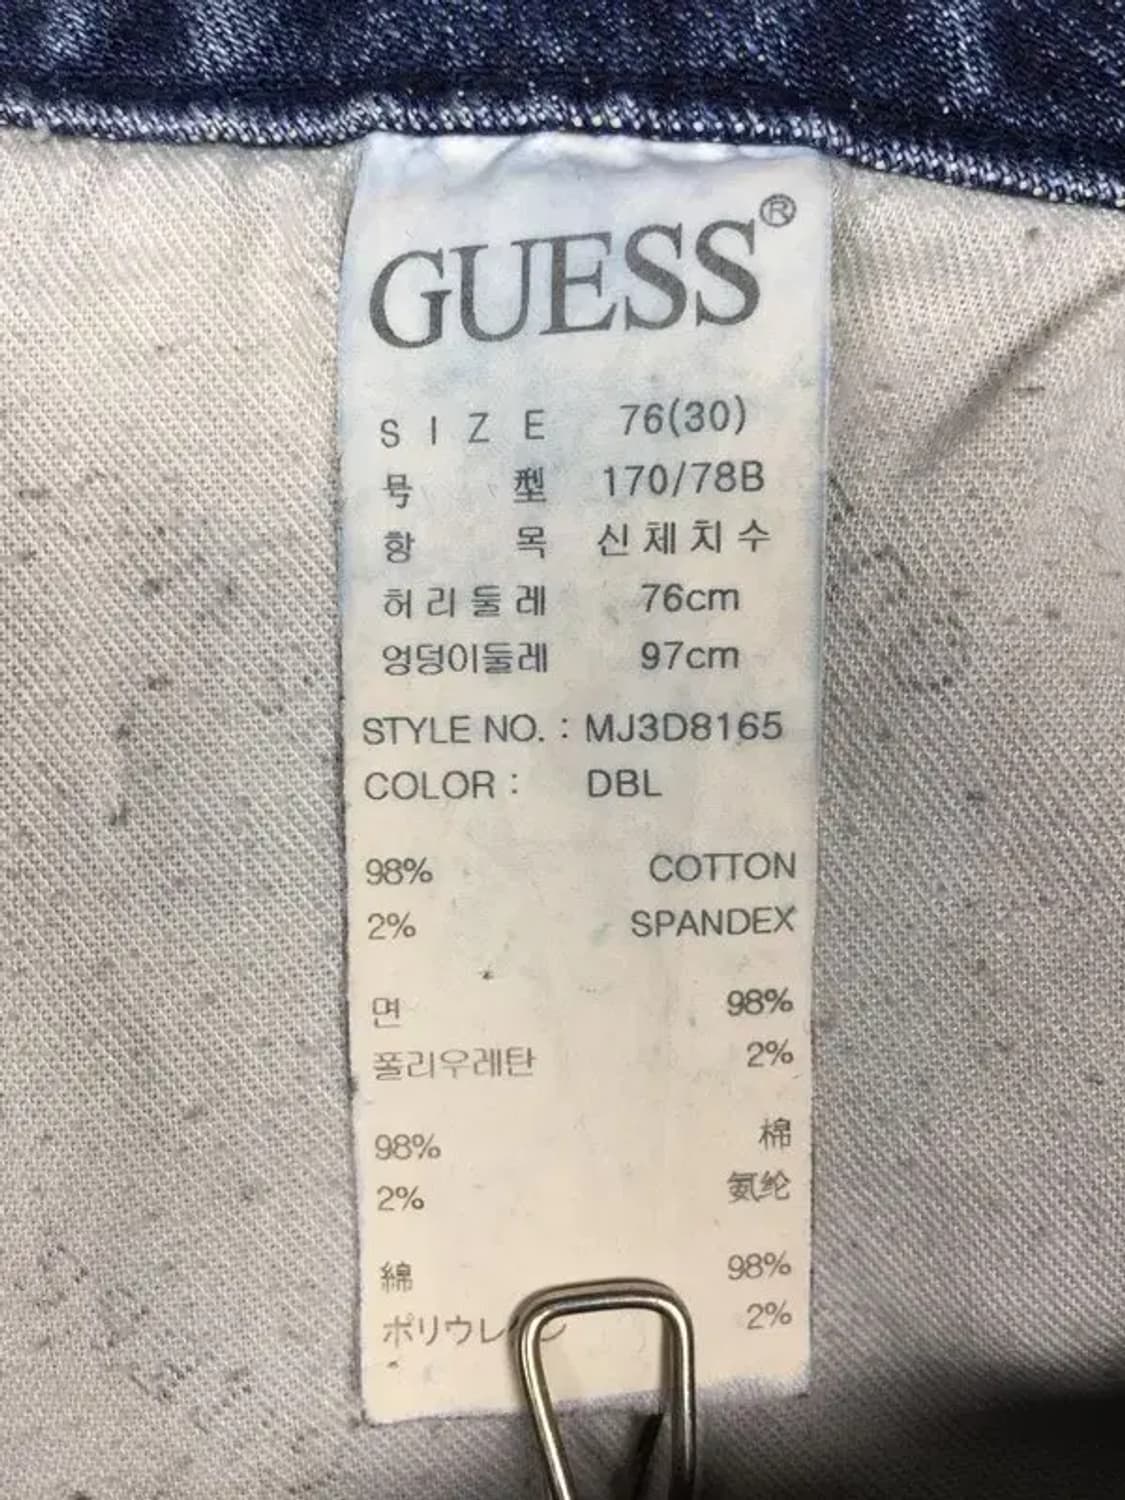 GUESS®
SIZE 76(30)
号型 170/78B
항목 신체치수
허리둘레 76cm
엉덩이둘레 97cm
STYLE NO. : MJ3D8165
COLOR : DBL
98% COTTON
2% SPANDEX
면 98%
폴리우레탄 2%
98% 棉
2% 氨纶
綿 98%
2%